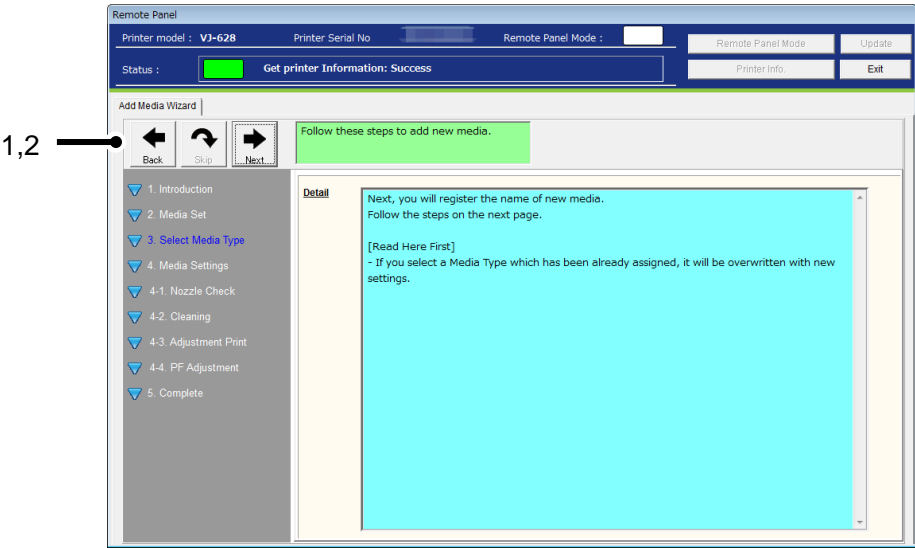 Remote Panel
Printer model : VJ-628 Printer Serial No Remote Panel Mode :
Remote Panel Mode Update
Status : Get printer Information: Success
Printer Info. Exit
Add Media Wizard
1,2
Back Skip Next
Follow these steps to add new media.
1. Introduction
2. Media Set
3. Select Media Type
4. Media Settings
4-1. Nozzle Check
4-2. Cleaning
4-3. Adjustment Print
4-4. PF Adjustment
5. Complete
Detail
Next, you will register the name of new media.
Follow the steps on the next page.
[Read Here First]
- If you select a Media Type which has been already assigned, it will be overwritten with new
settings.